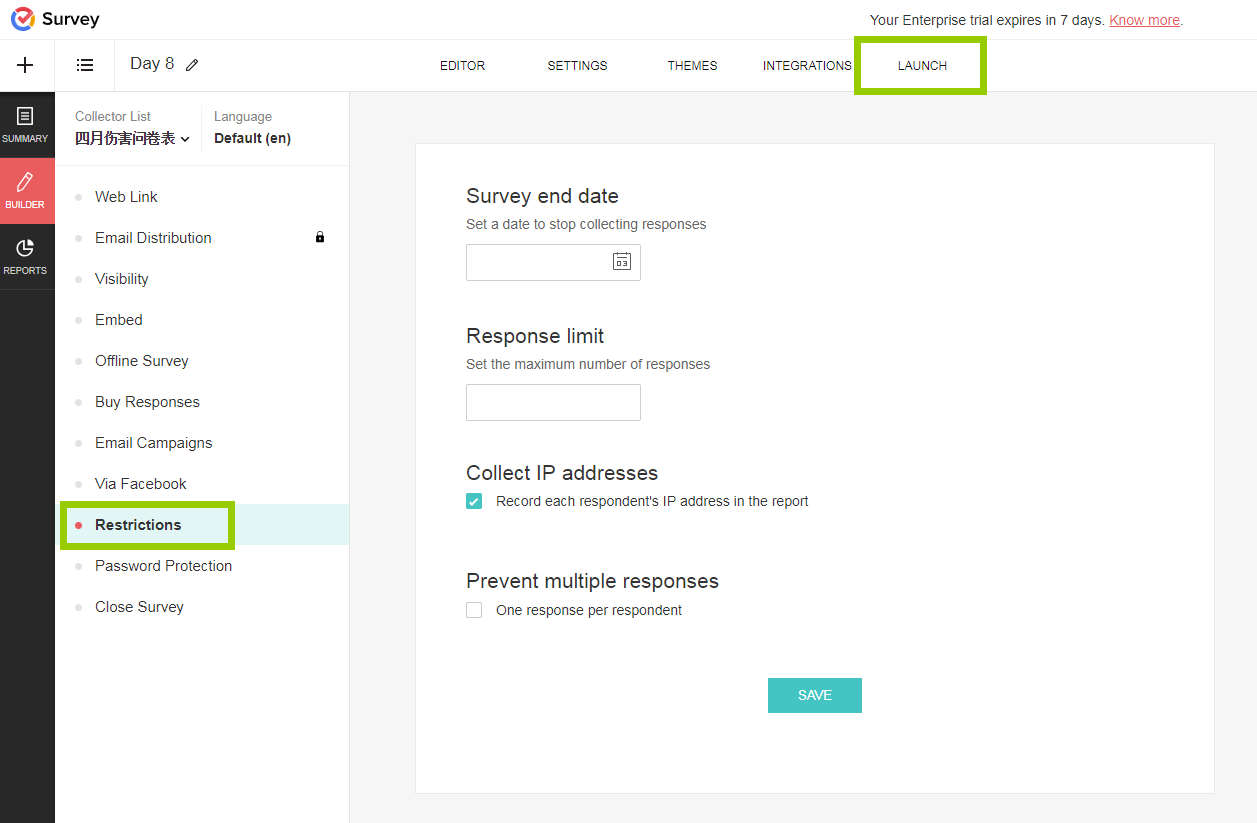 Survey
Your Enterprise trial expires in 7 days. Know more.
Day 8
EDITOR
SETTINGS
THEMES
INTEGRATIONS
LAUNCH
SUMMARY
BUILDER
REPORTS
Collector List
四月伤害问卷表
Language
Default (en)
Web Link
Email Distribution
Visibility
Embed
Offline Survey
Buy Responses
Email Campaigns
Via Facebook
Restrictions
Password Protection
Close Survey
Survey end date
Set a date to stop collecting responses
03
Response limit
Set the maximum number of responses
Collect IP addresses
Record each respondent's IP address in the report
Prevent multiple responses
One response per respondent
SAVE